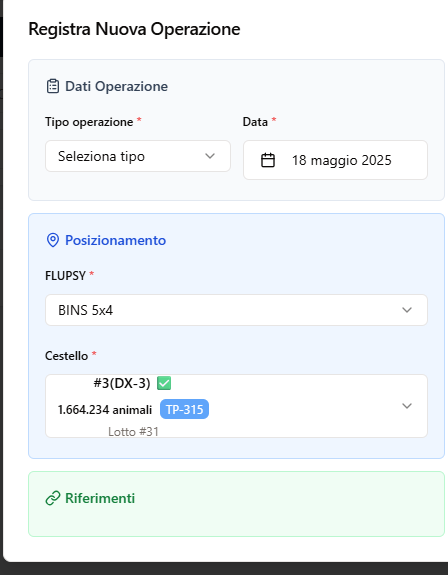 Registra Nuova Operazione
Dati Operazione
Tipo operazione *
Data *
Seleziona tipo
18 maggio 2025
Posizionamento
FLUPSY *
BINS 5x4
Cestello *
#3(DX-3) ✅
1.664.234 animali TP-315
Lotto #31
Riferimenti